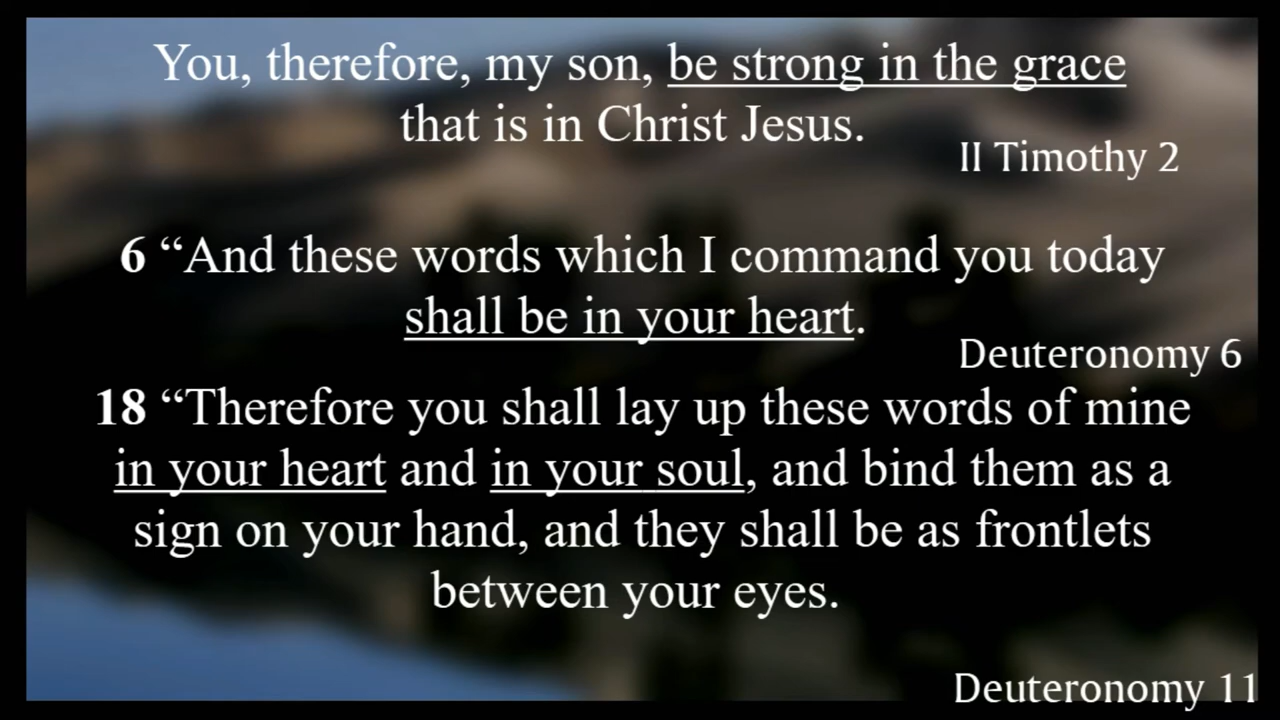 You, therefore, my son, be strong in the grace
that is in Christ Jesus.
II Timothy 2
6 “And these words which I command you today
shall be in your heart.
Deuteronomy 6
18 “Therefore you shall lay up these words of mine
in your heart and in your soul, and bind them as a
sign on your hand, and they shall be as frontlets
between your eyes.
Deuteronomy 11